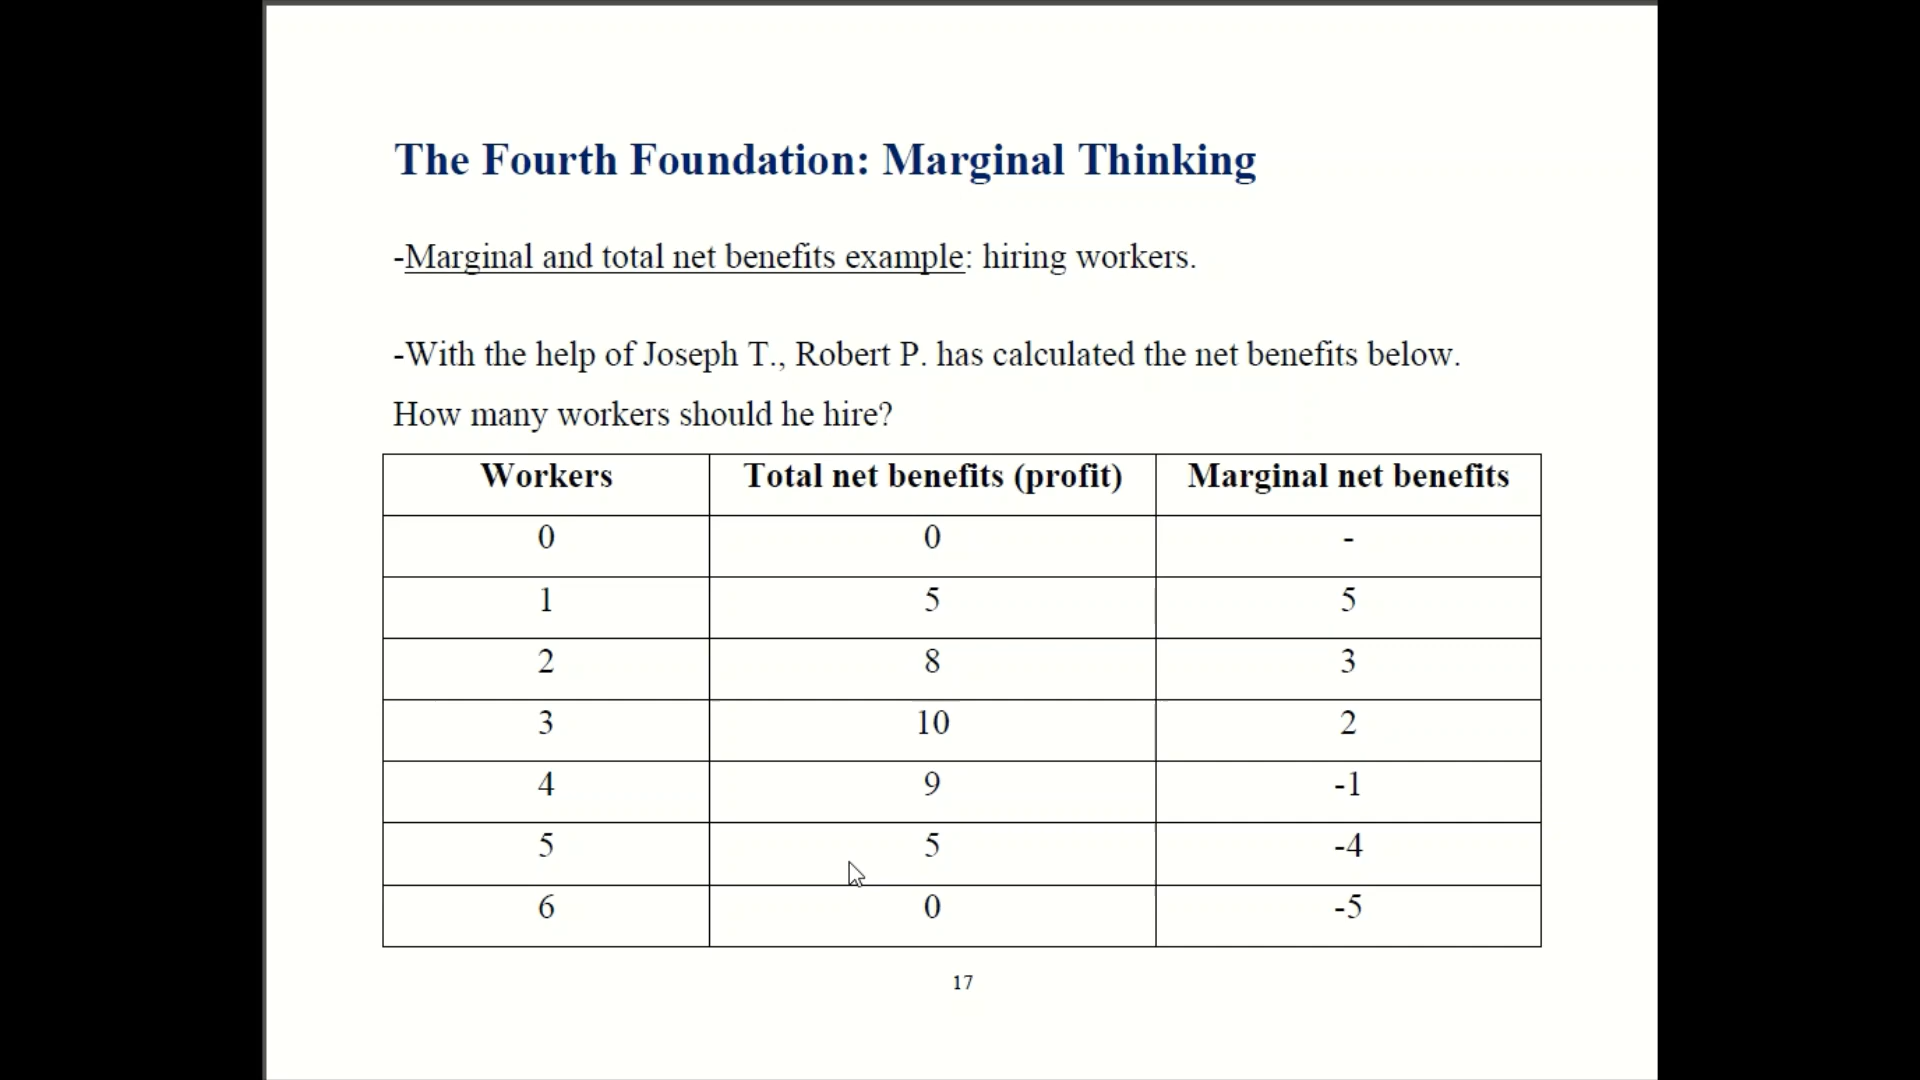 The Fourth Foundation: Marginal Thinking
-Marginal and total net benefits example: hiring workers.
-With the help of Joseph T., Robert P. has calculated the net benefits below.
How many workers should he hire?
Workers Total net benefits (profit) Marginal net benefits
0 0 -
1 5 5
2 8 3
3 10 2
4 9 -1
5 5 -4
6 0 -5
17